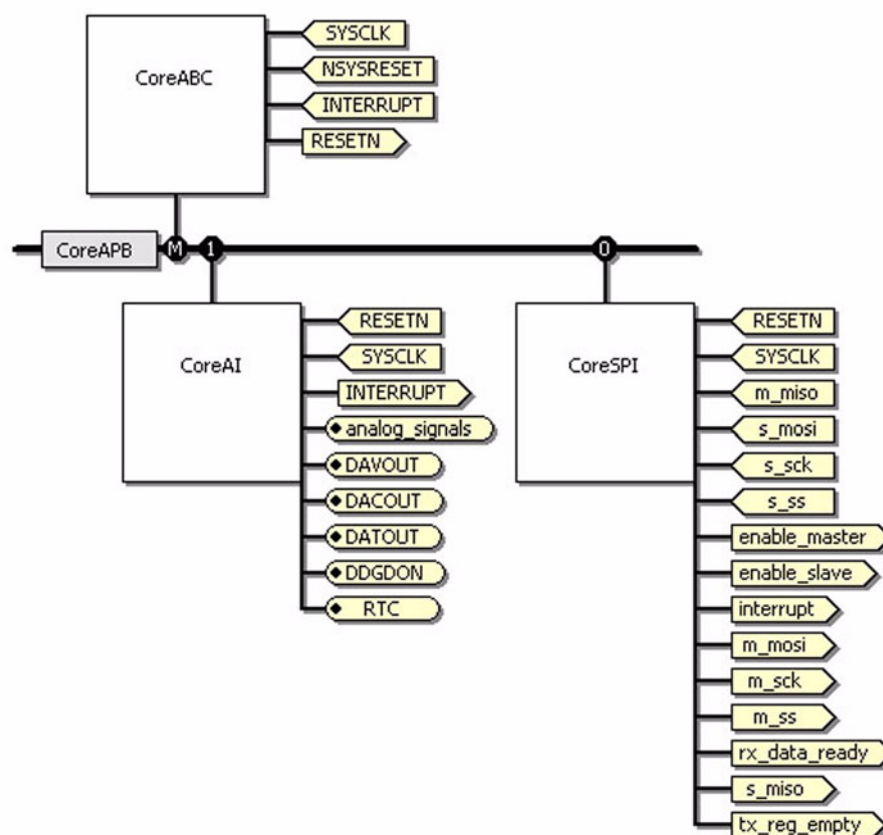 CoreABC
SYSCLK
NSYSRESET
INTERRUPT
RESETN
CoreAPB
M
1
0
CoreAI
RESETN
SYSCLK
INTERRUPT
analog_signals
DAVOUT
DACOUT
DATOUT
DDGDON
RTC
CoreSPI
RESETN
SYSCLK
m_miso
s_mosi
s_sck
s_ss
enable_master
enable_slave
interrupt
m_mosi
m_sck
m_ss
rx_data_ready
s_miso
tx_reg_empty